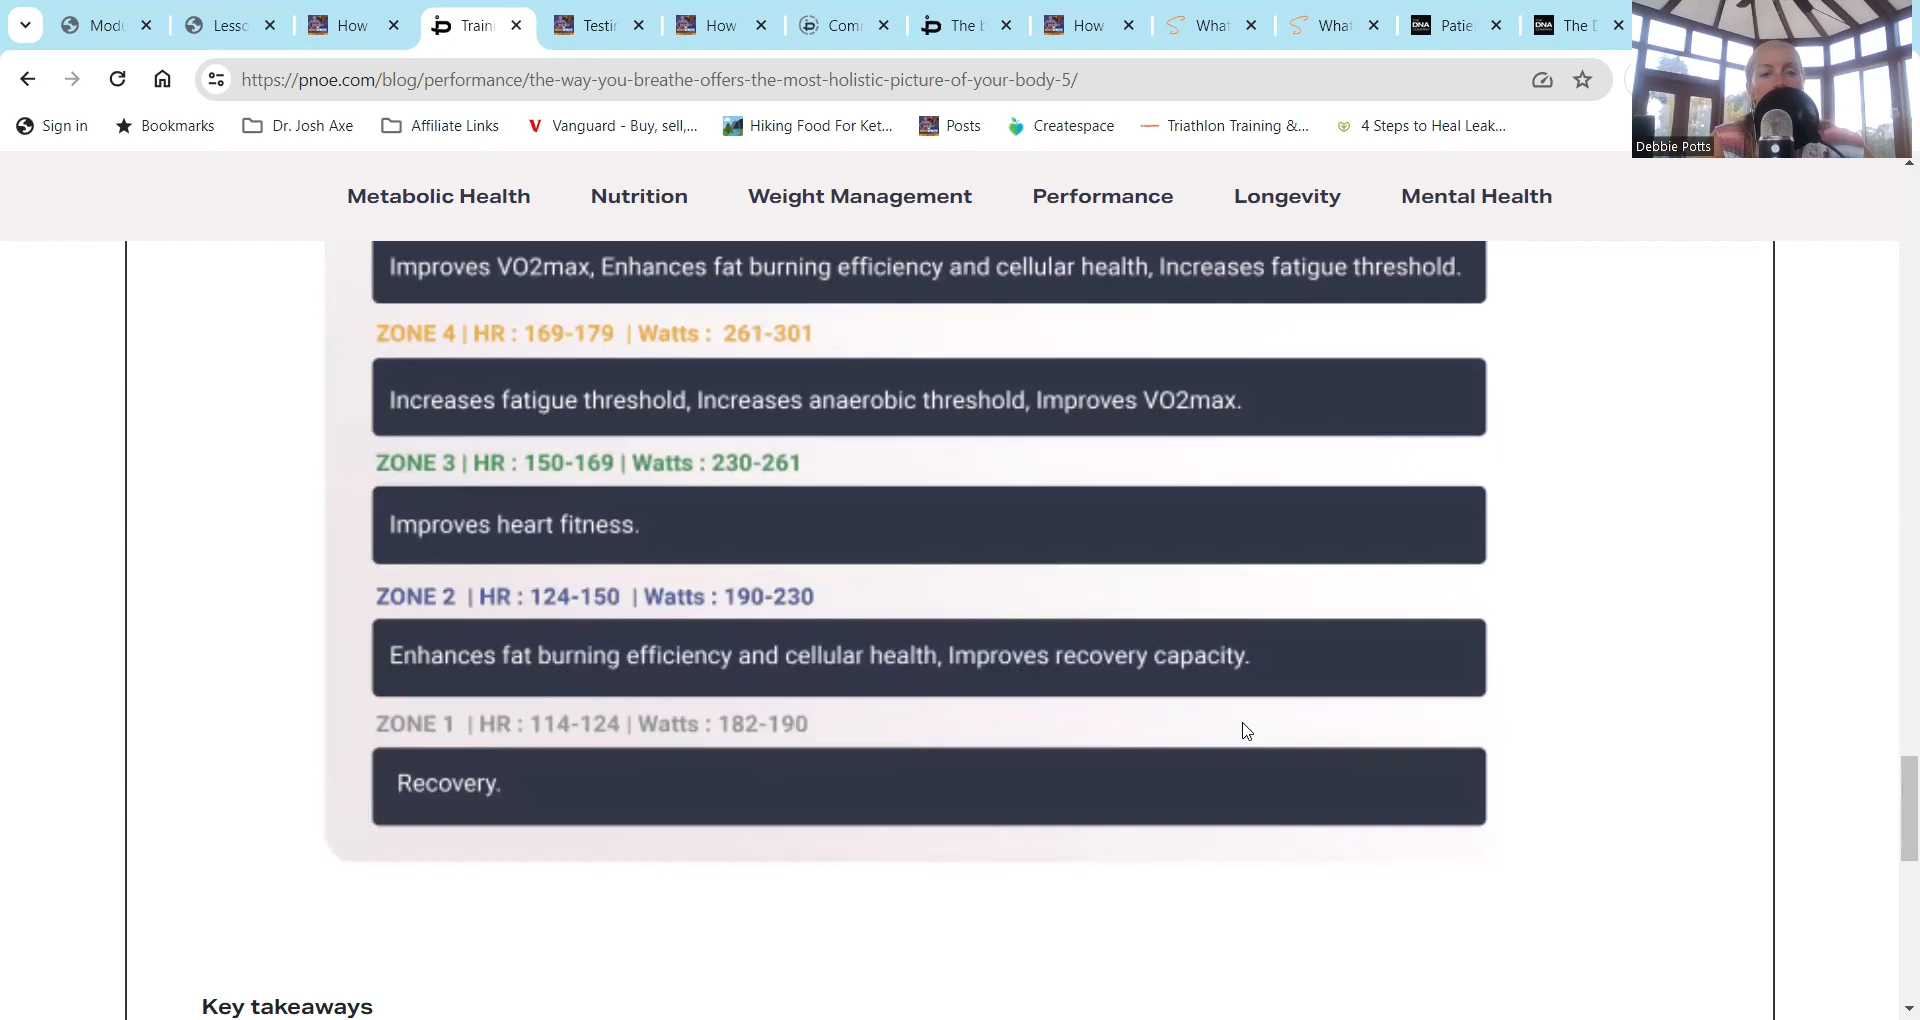 Modu
Lesso
How
Traini
Testin
How
Com
The b
How
What
What
Patie
The D
https://pnoe.com/blog/performance/the-way-you-breathe-offers-the-most-holistic-picture-of-your-body-5/
Sign in
Bookmarks
Dr. Josh Axe
Affiliate Links
Vanguard - Buy, sell,...
Hiking Food For Ket...
Posts
Createspace
Triathlon Training &...
4 Steps to Heal Leak...
Debbie Potts
Metabolic Health
Nutrition
Weight Management
Performance
Longevity
Mental Health
Improves VO2max, Enhances fat burning efficiency and cellular health, Increases fatigue threshold.
ZONE 4 | HR : 169-179 | Watts : 261-301
Increases fatigue threshold, Increases anaerobic threshold, Improves VO2max.
ZONE 3 | HR : 150-169 | Watts : 230-261
Improves heart fitness.
ZONE 2 | HR : 124-150 | Watts : 190-230
Enhances fat burning efficiency and cellular health, Improves recovery capacity.
ZONE 1 | HR : 114-124 | Watts : 182-190
Recovery.
Key takeaways